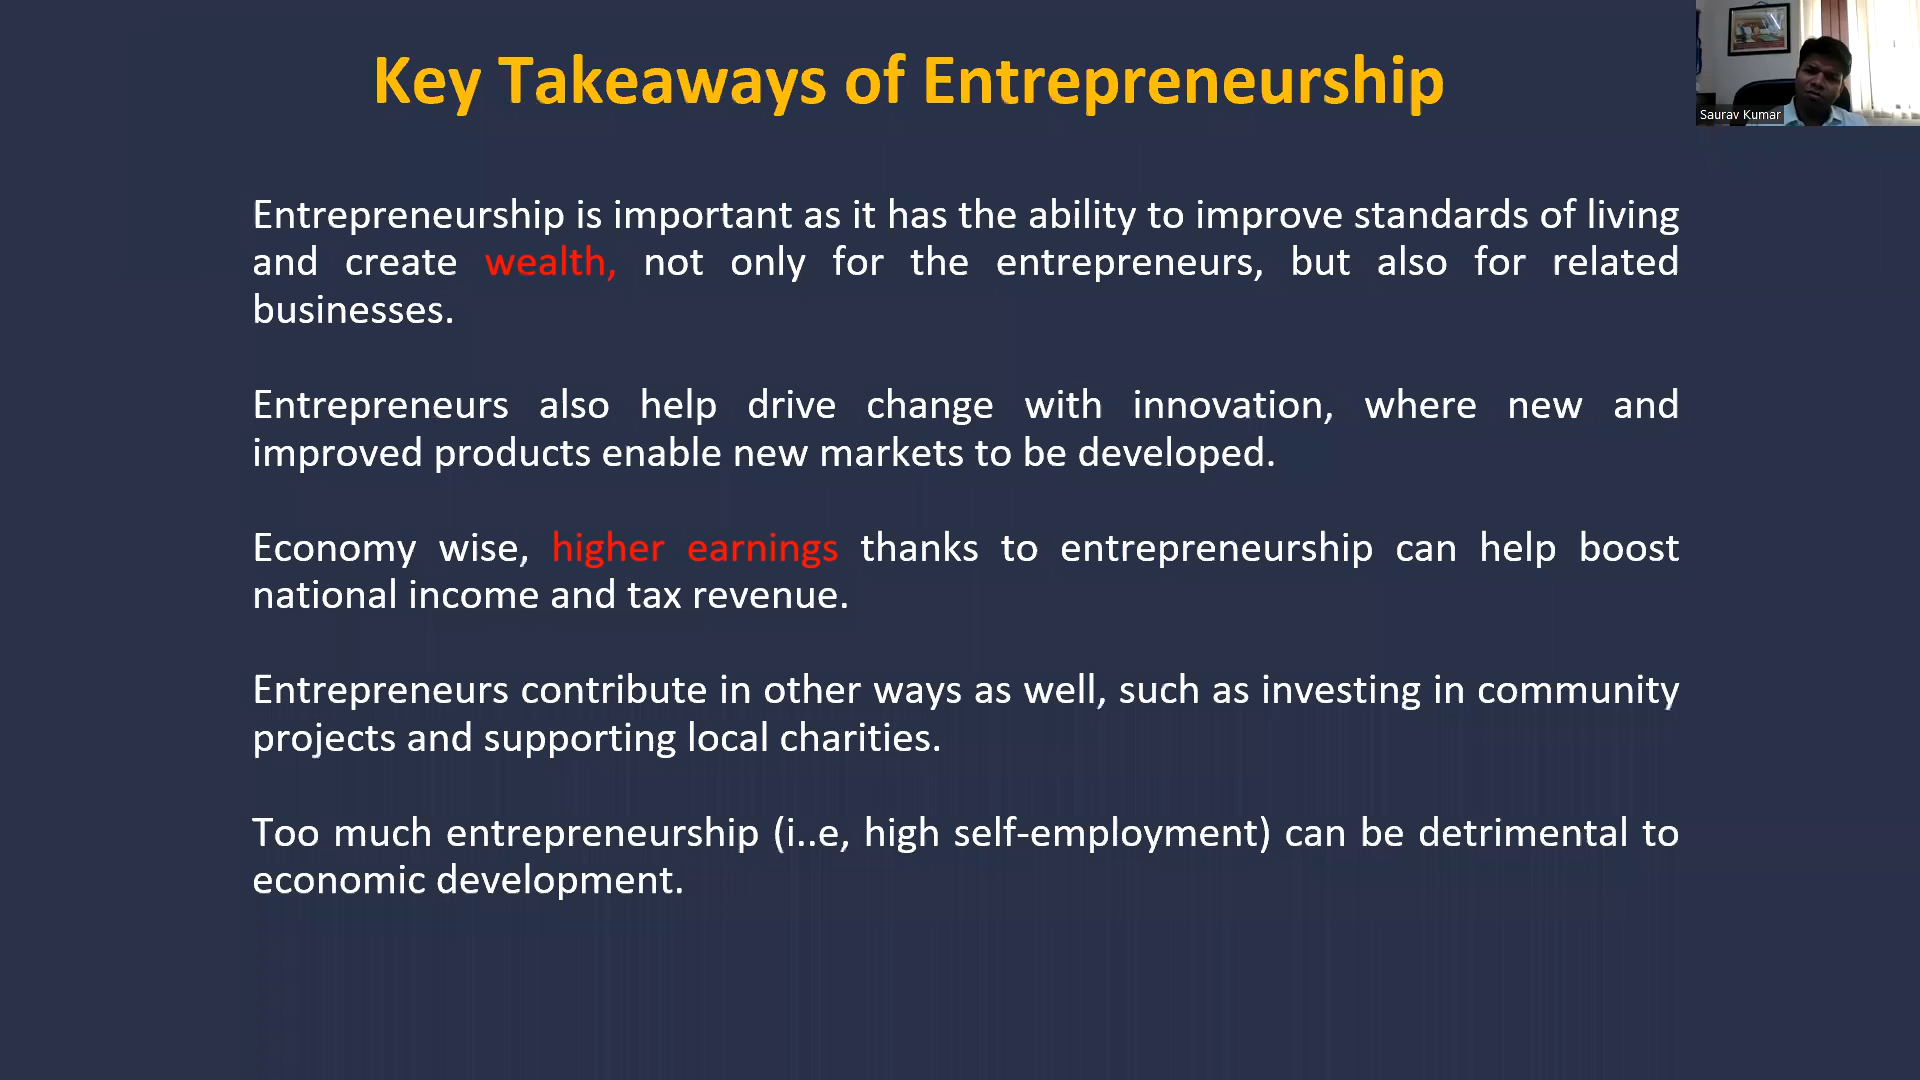 Key Takeaways of Entrepreneurship
Saurav Kumar
Entrepreneurship is important as it has the ability to improve standards of living
and create wealth, not only for the entrepreneurs, but also for related
businesses.
Entrepreneurs also help drive change with innovation, where new and
improved products enable new markets to be developed.
Economy wise, higher earnings thanks to entrepreneurship can help boost
national income and tax revenue.
Entrepreneurs contribute in other ways as well, such as investing in community
projects and supporting local charities.
Too much entrepreneurship (i..e, high self-employment) can be detrimental to
economic development.